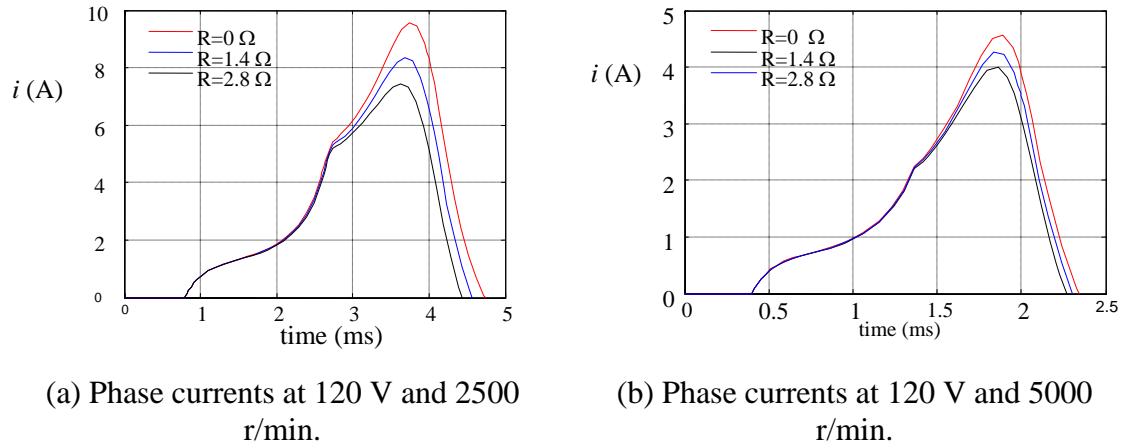 10
R=0 Ω
R=1.4 Ω
R=2.8 Ω
8
i (A)
6
4
2
0
0 1 2 3 4 5
time (ms)
(a) Phase currents at 120 V and 2500
r/min.
5
R=0 Ω
R=1.4 Ω
R=2.8 Ω
4
i (A)
3
2
1
0
0 0.5 1 1.5 2 2.5
time (ms)
(b) Phase currents at 120 V and 5000
r/min.